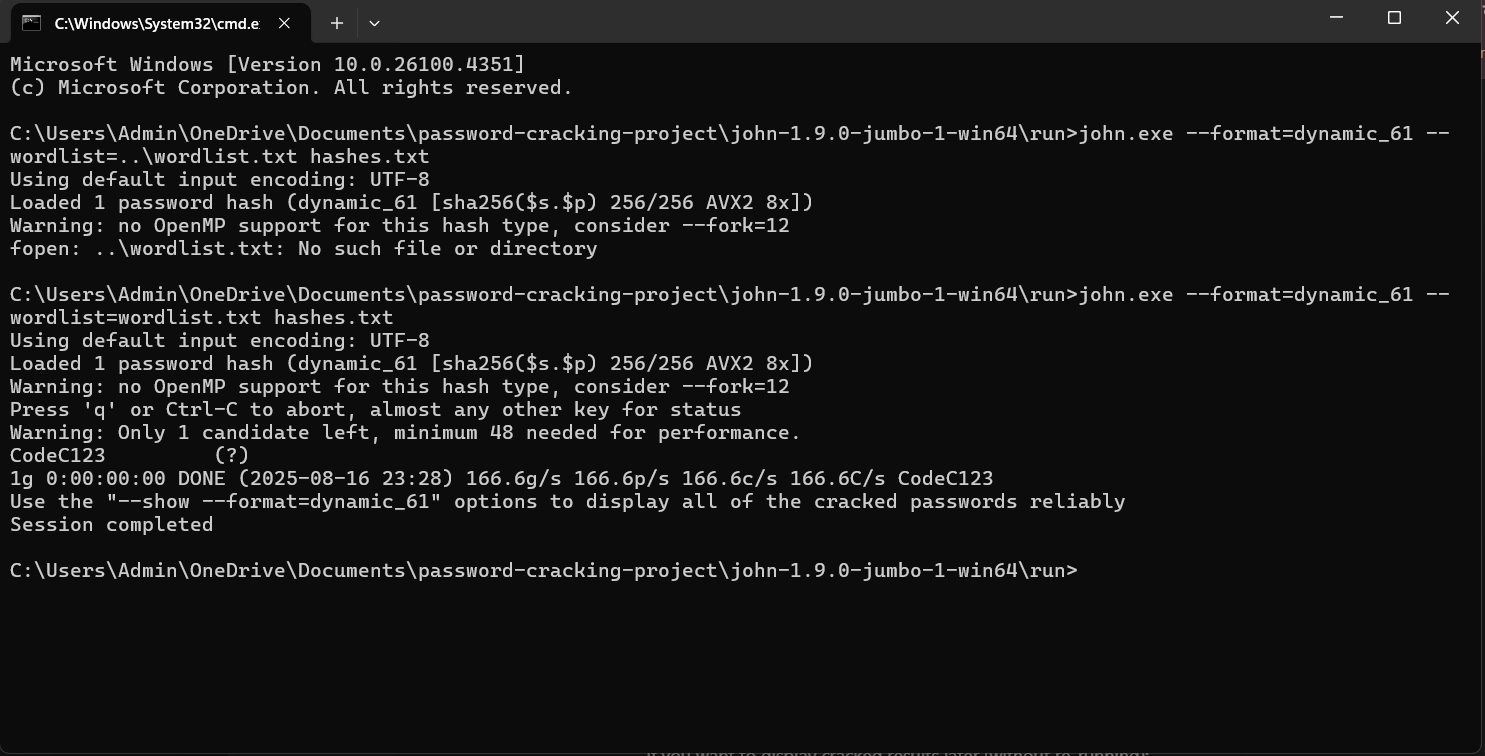 C:\Windows\System32\cmd.e
Microsoft Windows [Version 10.0.26100.4351]
(c) Microsoft Corporation. All rights reserved.
C:\Users\Admin\OneDrive\Documents\password-cracking-project\john-1.9.0-jumbo-1-win64\run>john.exe --format=dynamic_61 --
wordlist=..\wordlist.txt hashes.txt
Using default input encoding: UTF-8
Loaded 1 password hash (dynamic_61 [sha256($s.$p) 256/256 AVX2 8x])
Warning: no OpenMP support for this hash type, consider --fork=12
fopen: ..\wordlist.txt: No such file or directory
C:\Users\Admin\OneDrive\Documents\password-cracking-project\john-1.9.0-jumbo-1-win64\run>john.exe --format=dynamic_61 --
wordlist=wordlist.txt hashes.txt
Using default input encoding: UTF-8
Loaded 1 password hash (dynamic_61 [sha256($s.$p) 256/256 AVX2 8x])
Warning: no OpenMP support for this hash type, consider --fork=12
Press 'q' or Ctrl-C to abort, almost any other key for status
Warning: Only 1 candidate left, minimum 48 needed for performance.
CodeC123         (?)
1g 0:00:00:00 DONE (2025-08-16 23:28) 166.6g/s 166.6p/s 166.6c/s 166.6C/s CodeC123
Use the "--show --format=dynamic_61" options to display all of the cracked passwords reliably
Session completed
C:\Users\Admin\OneDrive\Documents\password-cracking-project\john-1.9.0-jumbo-1-win64\run>